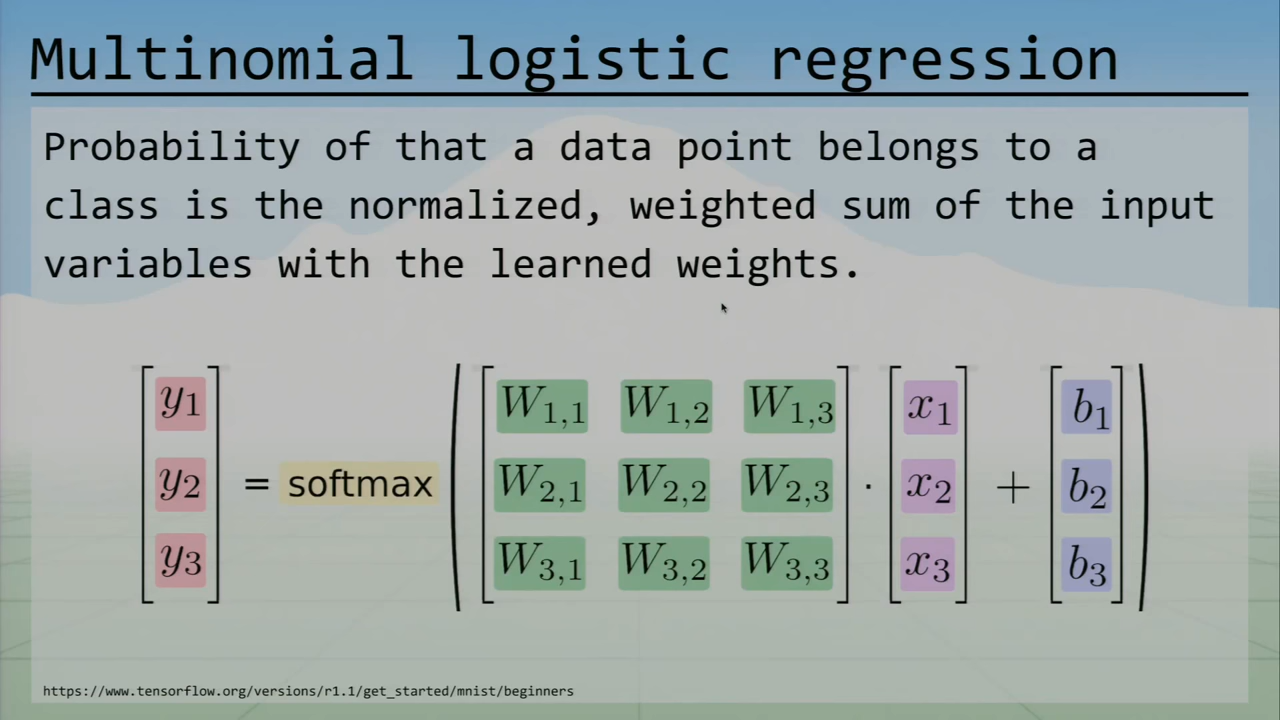 Multinomial logistic regression
Probability of that a data point belongs to a
class is the normalized, weighted sum of the input
variables with the learned weights.
y1 W1,1 W1,2 W1,3 x1 b1
y2 = softmax W2,1 W2,2 W2,3 · x2 + b2
y3 W3,1 W3,2 W3,3 x3 b3
https://www.tensorflow.org/versions/r1.1/get_started/mnist/beginners